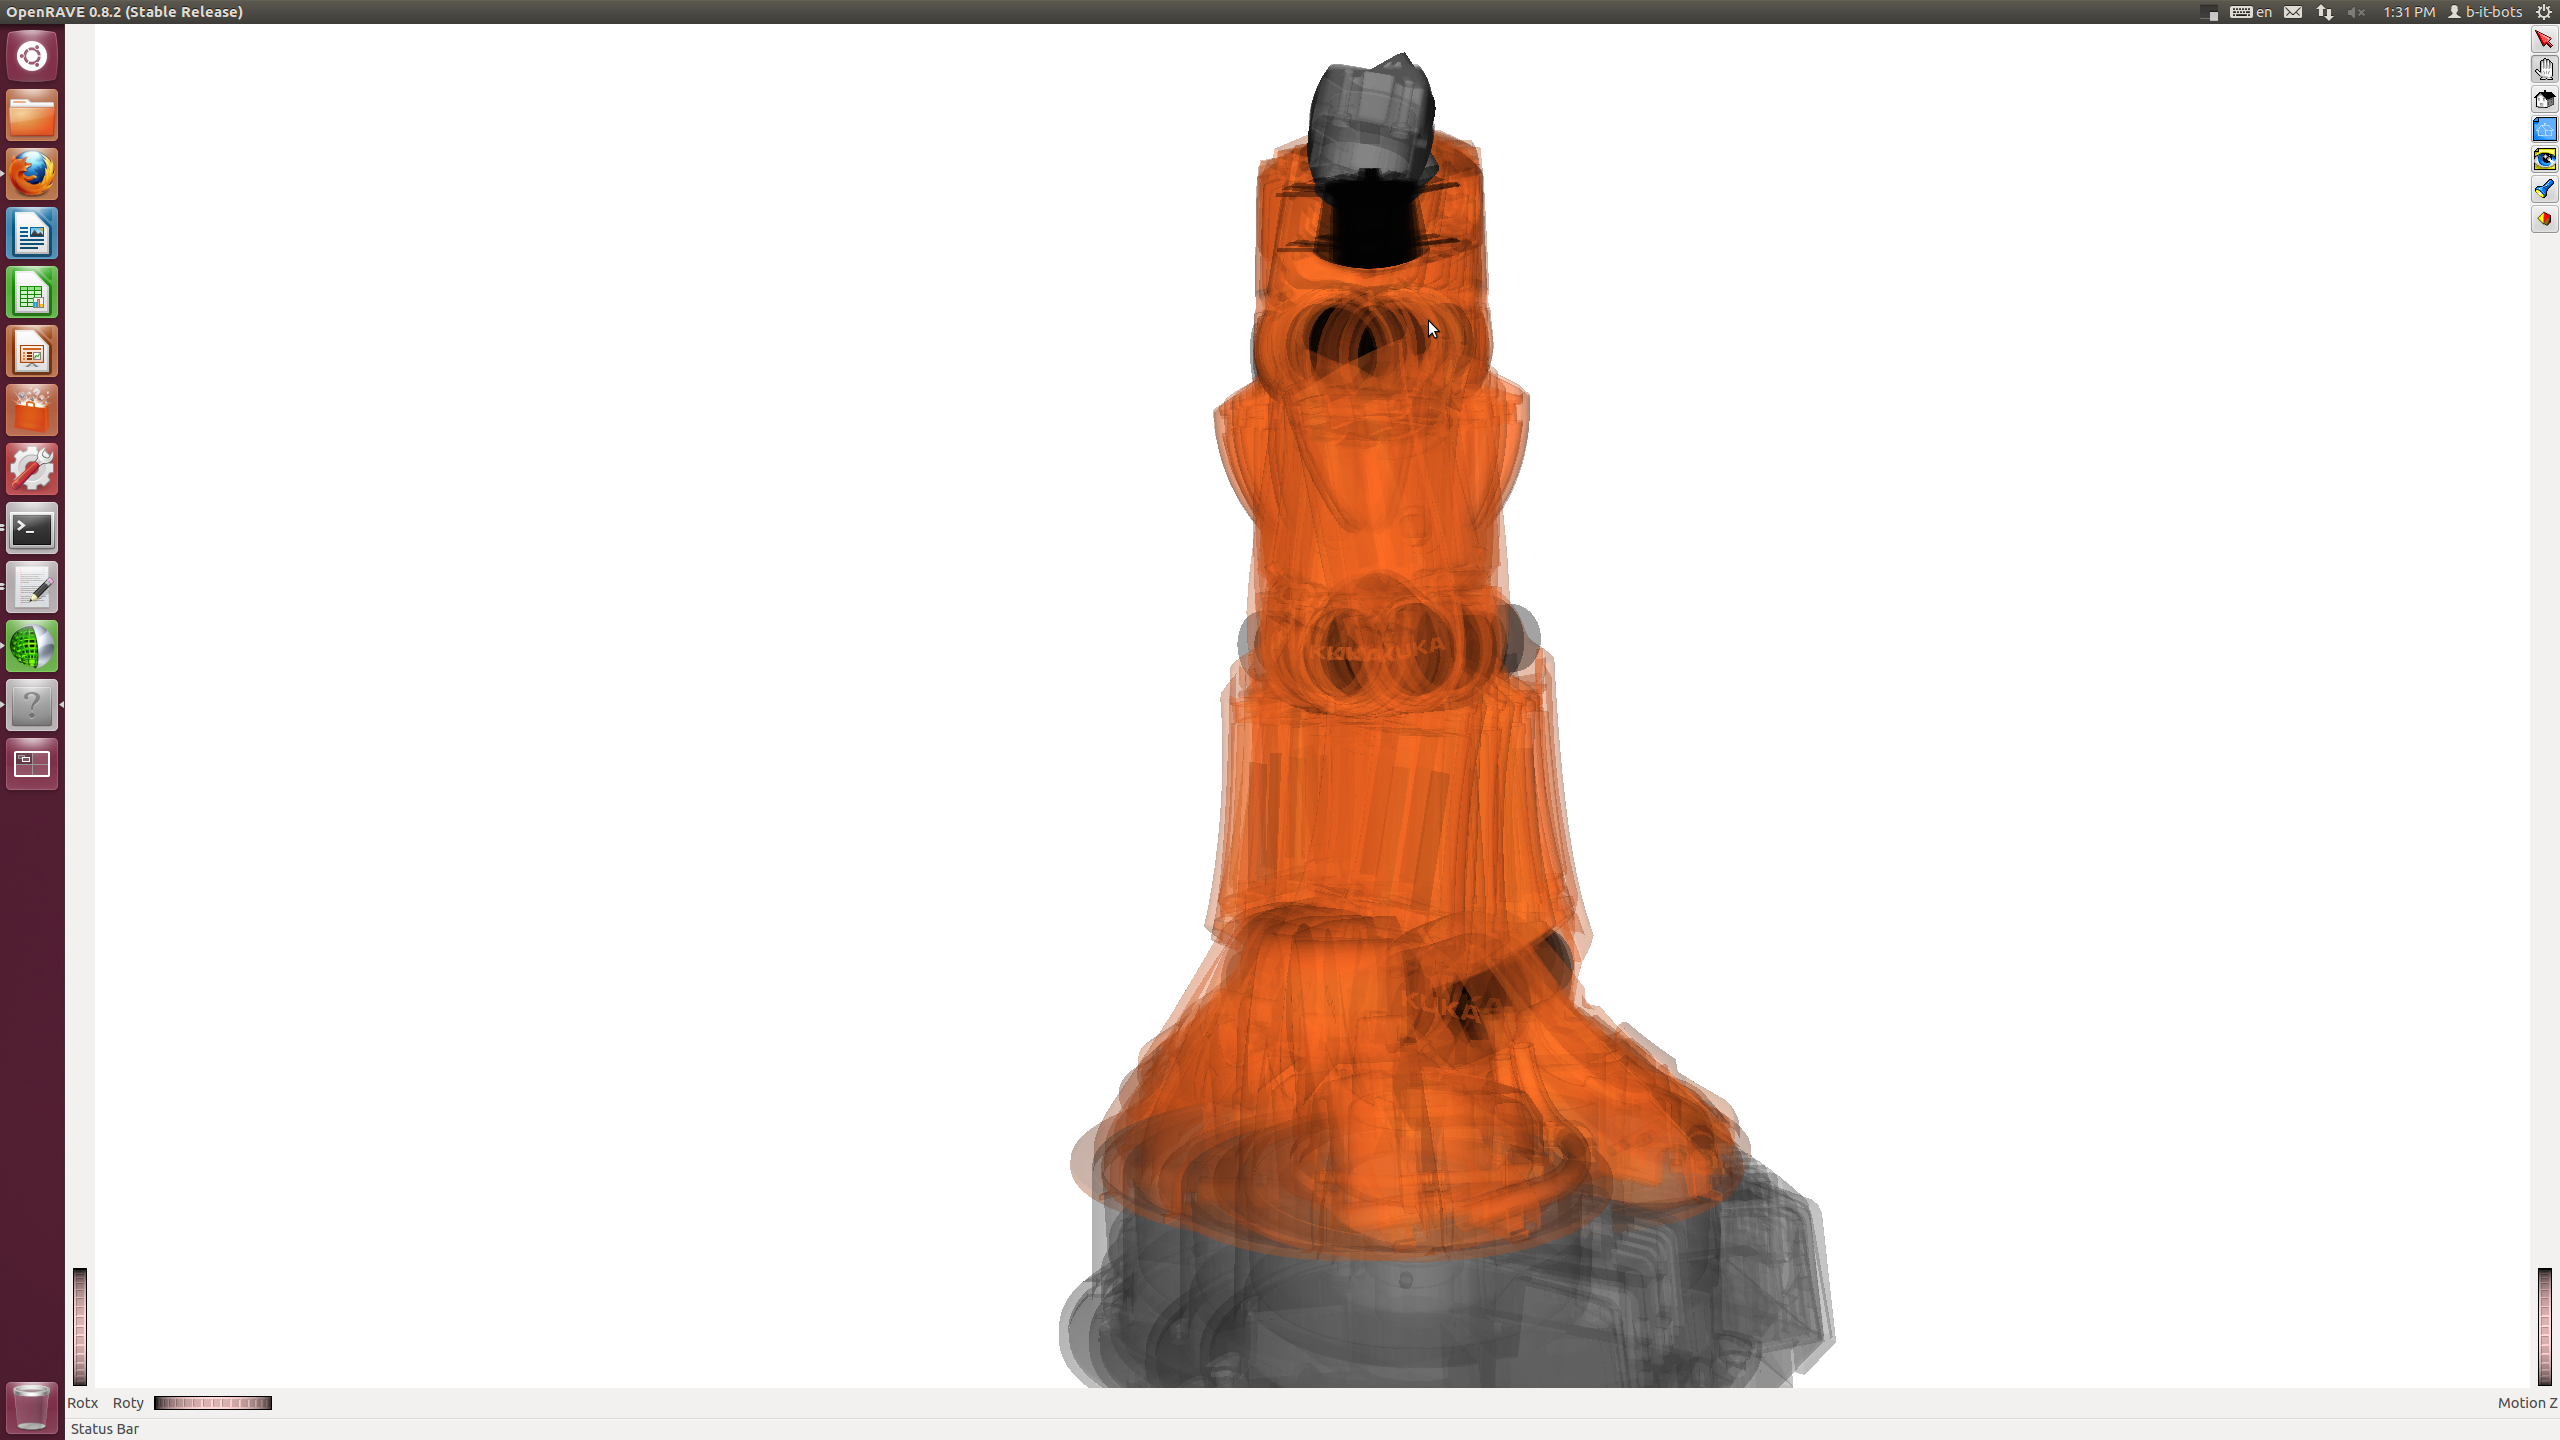 OpenRAVE 0.8.2 (Stable Release)
en
1:31 PM
b-it-bots
KUKA
KUKA
Rotx
Roty
Motion Z
Status Bar